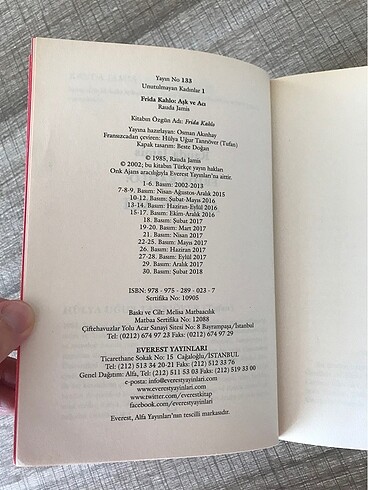 Yayın No 133
Unutulmayan Kadınlar 1
Frida Kahlo: Aşk ve Acı
Rauda Jamis
Kitabın Özgün Adı: Frida Kahlo
Yayına hazırlayan: Osman Akınhay
Fransızcadan çeviren: Hülya Uğur Tanrıöver (Tufan)
Kapak tasarım: Beste Doğan
© 1985, Rauda Jamis
© 2002; bu kitabın Türkçe yayın hakları
Onk Ajans aracılığıyla Everest Yayınları'na aittir.
1-6. Basım: 2002-2013
7-8-9. Basım: Nisan-Ağustos-Aralık 2015
10-12. Basım: Şubat-Mayıs 2016
13-14. Basım: Haziran-Eylül 2016
15-17. Basım: Ekim-Aralık 2016
18. Basım: Şubat 2017
19-20. Basım: Mart 2017
21. Basım: Nisan 2017
22-25. Basım: Mayıs 2017
26. Basım: Haziran 2017
27-28. Basım: Eylül 2017
29. Basım: Aralık 2017
30. Basım: Şubat 2018
ISBN: 978 - 975 - 289 - 023 - 7
Sertifika No: 10905
Baskı ve Cilt: Melisa Matbaacılık
Matbaa Sertifika No: 12088
Çiftehavuzlar Yolu Acar Sanayi Sitesi No: 8 Bayrampaşa/İstanbul
Tel: (0212) 674 97 23 Faks: (0212) 674 97 29
EVEREST YAYINLARI
Ticarethane Sokak No: 15 Cağaloğlu/İSTANBUL
Tel: (212) 513 34 20-21 Faks: (212) 512 33 76
Genel Dağıtım: Alfa, Tel: (212) 511 53 03 Faks: (212) 519 33 00
e-posta: info@everestyayinlari.com
www.everestyayinlari.com
www.twitter.com/everestkitap
facebook.com/everestyayinlari
Everest, Alfa Yayınları'nın tescilli markasıdır.